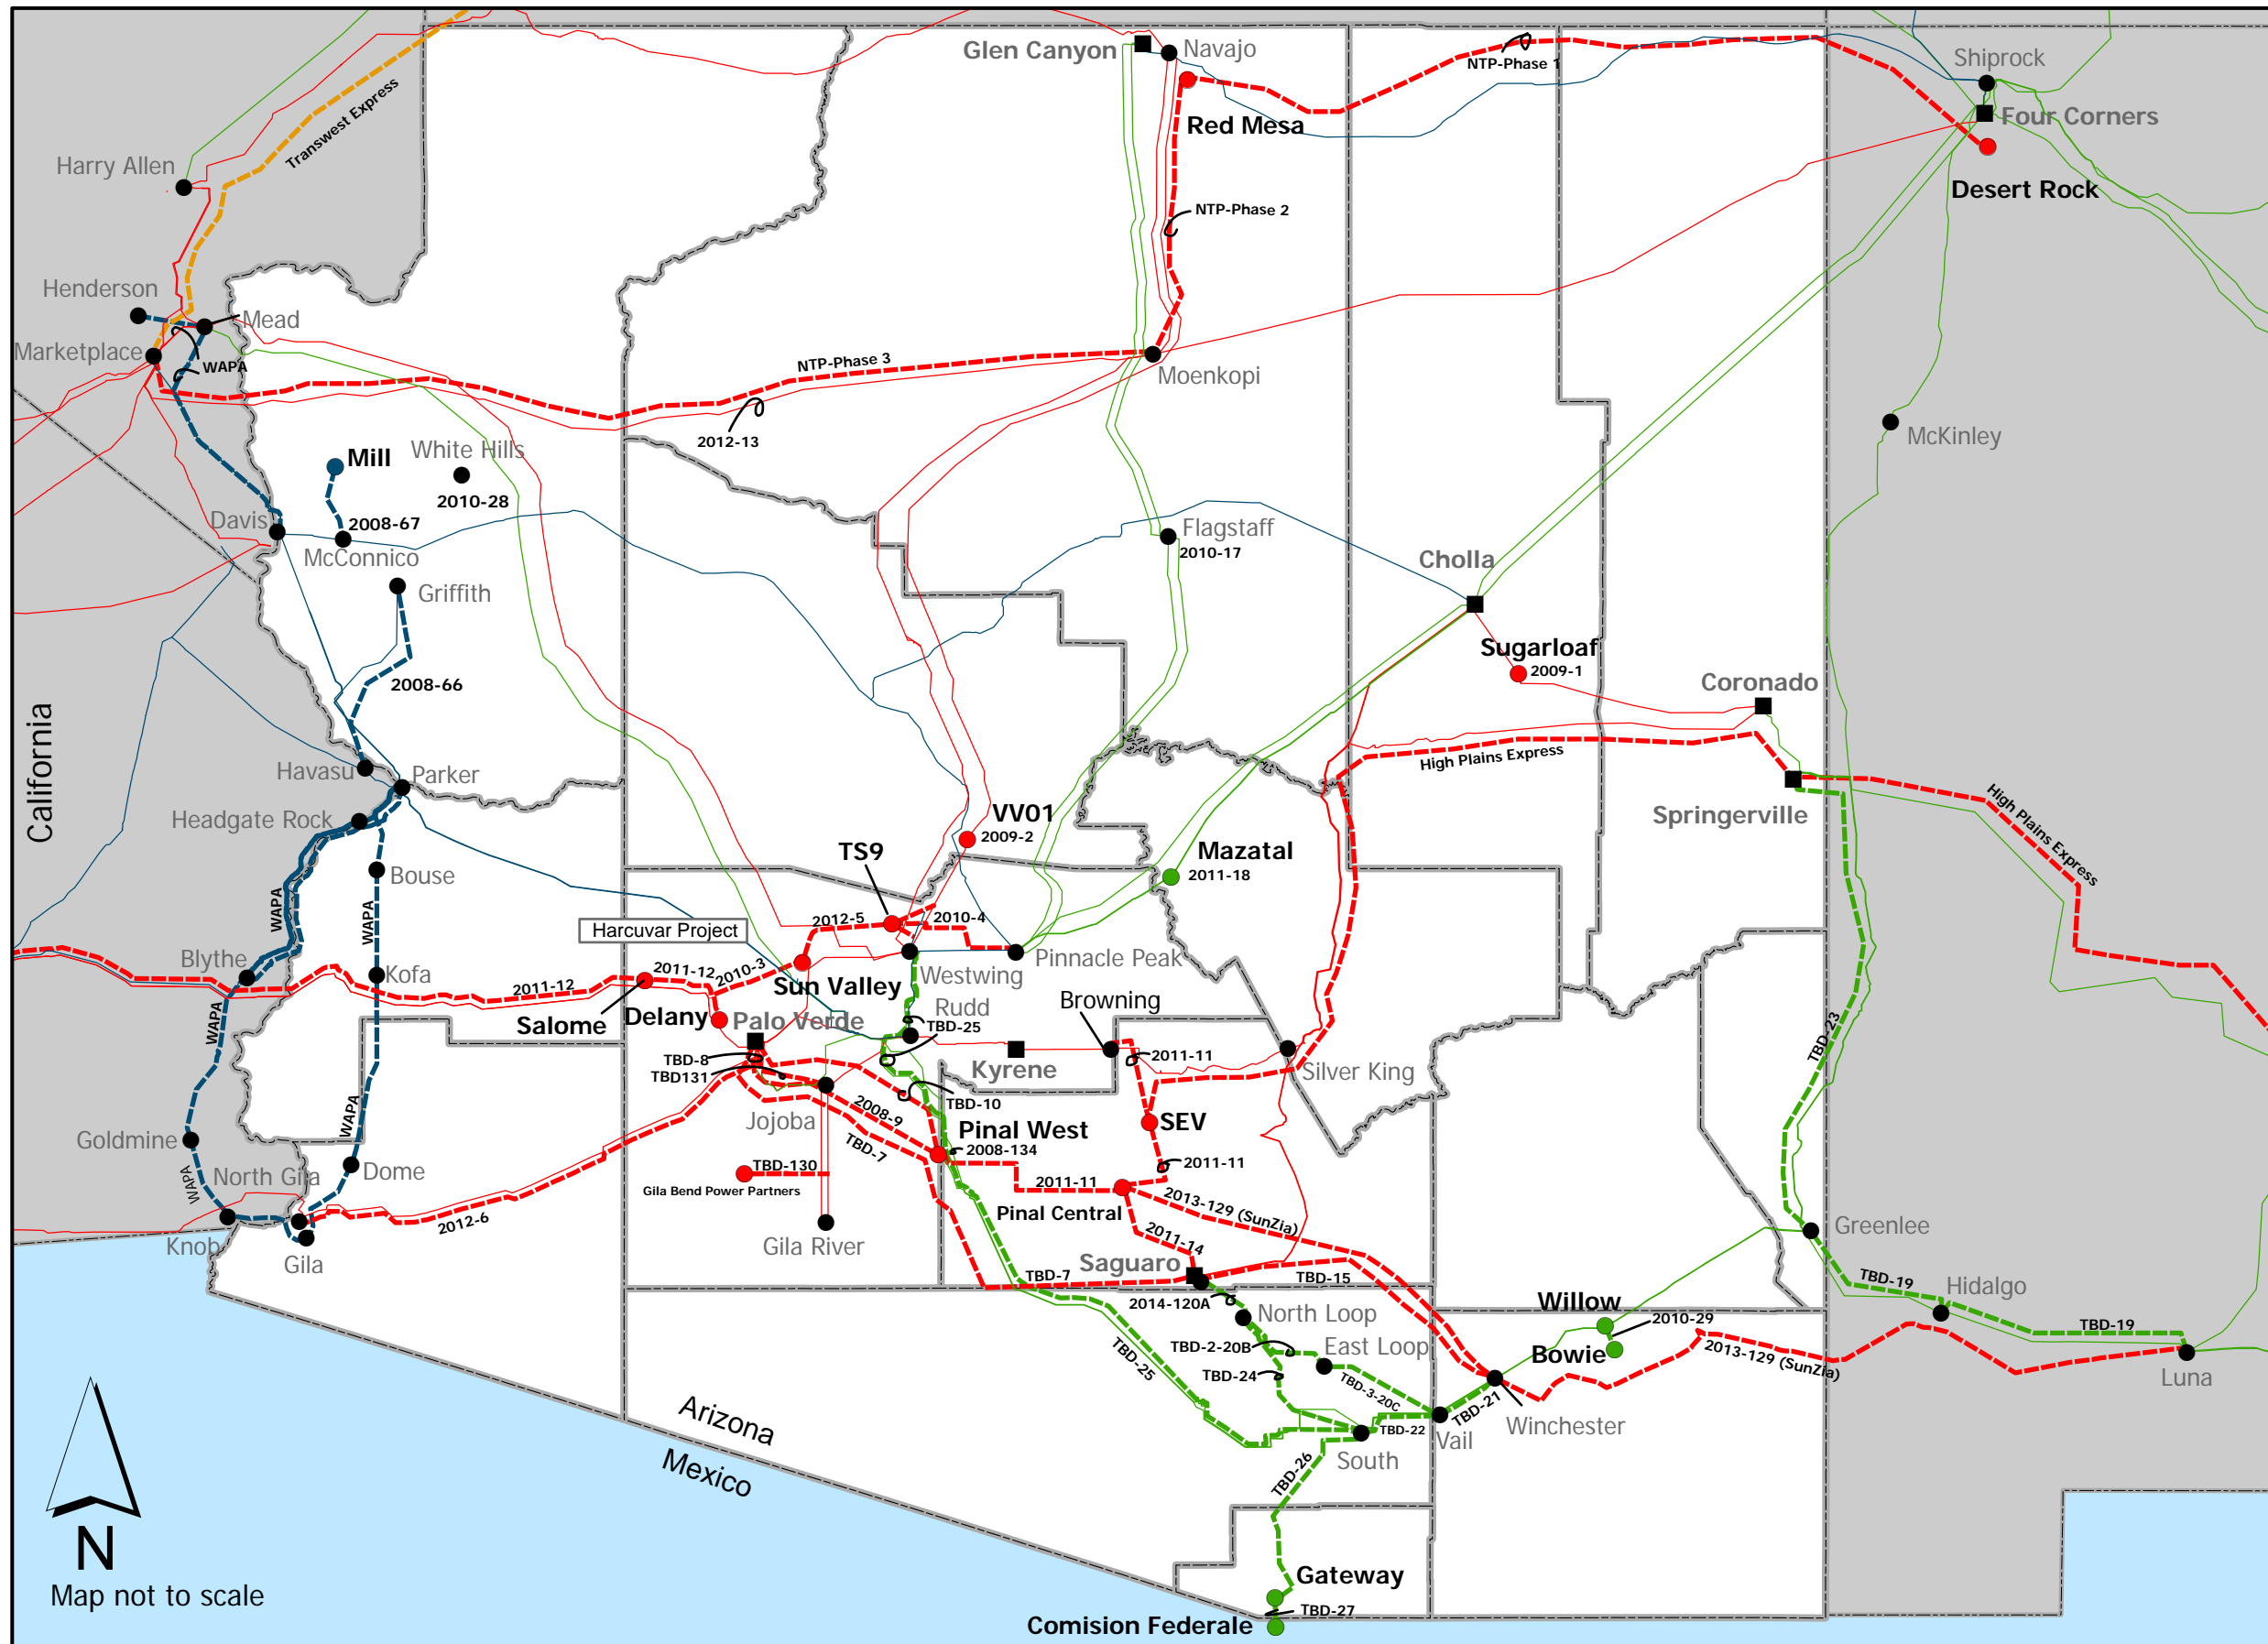 Glen Canyon
Navajo
NTP-Phase 1
Shiprock
Four Corners
Red Mesa
Desert Rock
Transwest Express
Harry Allen
NTP-Phase 2
Henderson
Mead
Marketplace
WAPA
NTP-Phase 3
Moenkopi
2012-13
McKinley
Mill
White Hills
2010-28
Davis
2008-67
McConnico
Flagstaff
2010-17
Cholla
Griffith
Sugarloaf
2009-1
2008-66
Coronado
California
High Plains Express
Havasu
Parker
Springerville
High Plains Express
Headgate Rock
VV01
2009-2
TS9
Mazatal
2011-18
Bouse
WAPA
WAPA
2012-5
2010-4
Harcuvar Project
Blythe
Kofa
2011-12
2011-12
2010-3
Westwing
Pinnacle Peak
Sun Valley
Rudd
Browning
Salome
Delany
Palo Verde
TBD-25
WAPA
TBD-8
TBD131
Kyrene
2011-11
Silver King
TBD-23
Jojoba
2008-9
TBD-10
WAPA
Goldmine
TBD-7
Pinal West
2008-134
SEV
2011-11
Dome
North Gila
WAPA
TBD-130
Gila Bend Power Partners
2011-11
2013-129 (SunZia)
Pinal Central
2012-6
Knob
Gila
Gila River
2011-14
Greenlee
Saguaro
TBD-7
TBD-15
TBD-19
Hidalgo
2014-120A
North Loop
Willow
2010-29
TBD-19
TBD-2-20B
East Loop
Bowie
2013-129 (SunZia)
TBD-25
TBD-24
TBD-3-20C
Luna
TBD-21
Winchester
TBD-22
Vail
South
Arizona
Mexico
TBD-26
N
Map not to scale
Gateway
TBD-27
Comision Federale